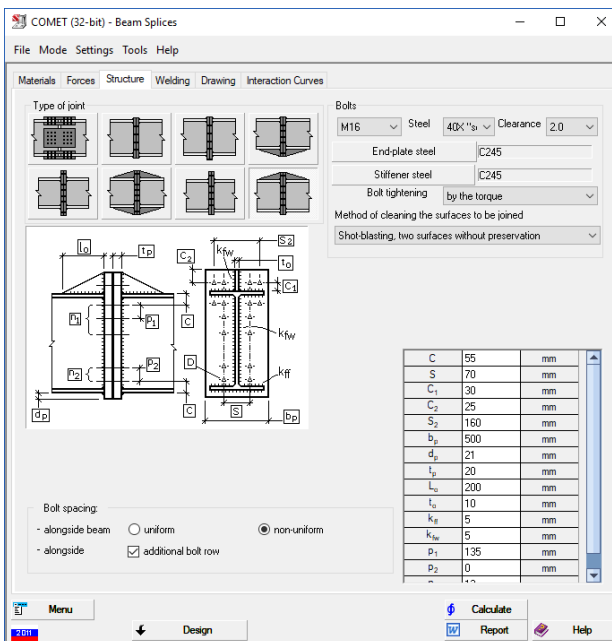 COMET (32-bit) - Beam Splices
File Mode Settings Tools Help
Materials Forces Structure Welding Drawing Interaction Curves
Type of joint
Bolts
M16 Steel Clearance 2.0
End-plate steel C245
Stiffener steel C245
Bolt tightening by the torque
Method of cleaning the surfaces to be joined
Shot-blasting, two surfaces without preservation
l₀ tp S₂ kfw t₀ C₂ C₁
n₁ p₁ C kfw
n₂ p₂ D kff
dp C S bp
C 55 mm
S 70 mm
C₁ 30 mm
C₂ 25 mm
S₂ 160 mm
bp 500 mm
dp 21 mm
tp 20 mm
L₀ 200 mm
t₀ 10 mm
kff 5 mm
kfw 5 mm
p₁ 135 mm
p₂ 0 mm
Bolt spacing:
- alongside beam uniform non-uniform
- alongside additional bolt row
Menu Calculate
2011 Design Report Help